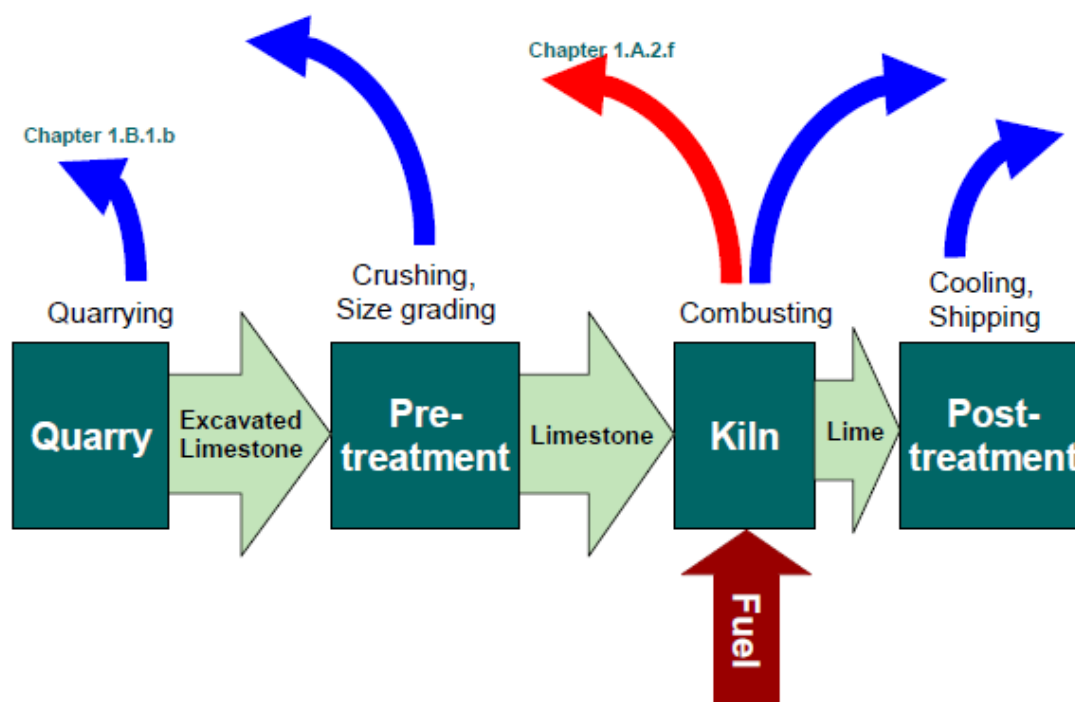 Chapter 1.A.2.f
Chapter 1.B.1.b
Quarrying
Crushing,
Size grading
Combusting
Cooling,
Shipping
Quarry
Excavated
Limestone
Pre-
treatment
Limestone
Kiln
Lime
Post-
treatment
Fuel